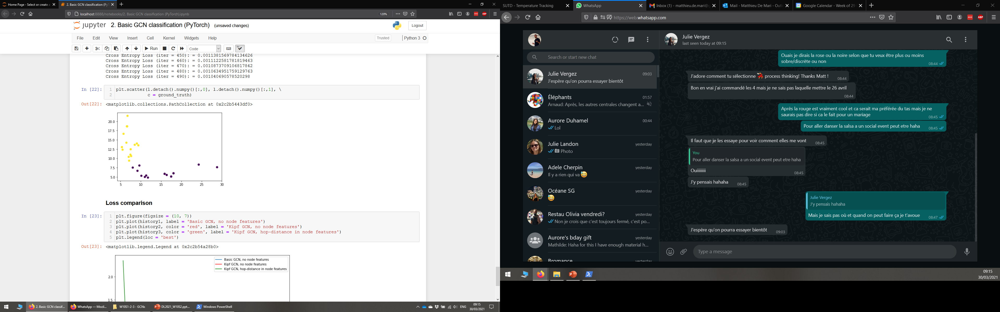 Home Page - Select or create a
2. Basic GCN classification (PyT
localhost:8888/notebooks/2. Basic GCN classification (PyTorch).ipynb
120%
ABP
jupyter 2. Basic GCN classification (PyTorch) (unsaved changes)
Logout
File Edit View Insert Cell Kernel Widgets Help
Trusted
Python 3
Run
Code
Cross Entropy Loss (iter = 450): = 0.0011381569784134626
Cross Entropy Loss (iter = 460): = 0.0011122581781819463
Cross Entropy Loss (iter = 470): = 0.0010873709106817842
Cross Entropy Loss (iter = 480): = 0.0010634951759129763
Cross Entropy Loss (iter = 490): = 0.001040690578520298
In [22]:
1 plt.scatter(l.detach().numpy()[:,0], l.detach().numpy()[:,1], \
2 c = ground_truth)
Out[22]: <matplotlib.collections.PathCollection at 0x2c2b5443df0>
20.0
17.5
15.0
12.5
10.0
7.5
5.0
5 10 15 20 25 30
Loss comparison
In [23]:
1 plt.figure(figsize = (10, 7))
2 plt.plot(history1, label = 'Basic GCN, no node features')
3 plt.plot(history2, color = 'red', label = 'Kipf GCN, no node features')
4 plt.plot(history3, color = 'green', label = 'Kipf GCN, hop-distance in node features')
5 plt.legend(loc = 'best')
Out[23]: <matplotlib.legend.Legend at 0x2c2b54a28b0>
Basic GCN, no node features
Kipf GCN, no node features
Kipf GCN, hop-distance in node features
2.0
1.5
2. Basic GCN classif...
WhatsApp — Mozil...
W10S1-2-3 - GCNs
DL2021_W10S2.ppt...
Windows PowerShell
ENG
09:15
30/03/2021
SUTD - Temperature Tracking
WhatsApp
Inbox (1) - matthieu.de.mari@g
Mail - Matthieu De Mari - Outl
Google Calendar - Week of 29
https://web.whatsapp.com
ABP
Search or start new chat
Julie Vergez 09:03
J'espère qu'on pourra essayer bientôt
Éléphants 01:57
Arnaud: Après, les autres centrales changent a...
Aurore Duhamel 00:44
Lol
Julie Landon yesterday
Photo
Adele Cherpin yesterday
Il y a rien qui va 😅
Océane SG yesterday
😅
Restau Olivia vendredi? yesterday
Non je crois que c'est toujours fermé, c'est po...
Aurore's bday gift yesterday
Mathilde: Haha for this I have enough material h...
Bromance yesterday
Julie Vergez
last seen today at 09:15
Ouais je dirais la rose ou la noire selon que tu veux être plus ou moins
sobre/discrète ou non
08:44
J'adore comment tu sélectionne 💃 process thinking! Thanks Matt ! 08:44
Bon en vrai j'ai commandé les 4 mais je ne sais pas laquelle mettre le 26 avril
08:44
Après la rouge est vraiment cool et ca serait ma préférée du tas mais je ne
saurais pas dire si ca le fait pour un mariage
08:45
Pour aller danser la salsa a un social event peut etre haha 08:45
Il faut que je les essaye pour voir comment elles me vont 08:45
You
Pour aller danser la salsa a un social event peut etre haha
Ouiiiiiiii
08:45
J'y pensais hahaha 08:45
Julie Vergez
J'y pensais hahaha
Mais je sais pas où et quand on peut faire ça je t'avoue 08:47
J'espère qu'on pourra essayer bientôt 09:03
Type a message
09:15
30/03/2021